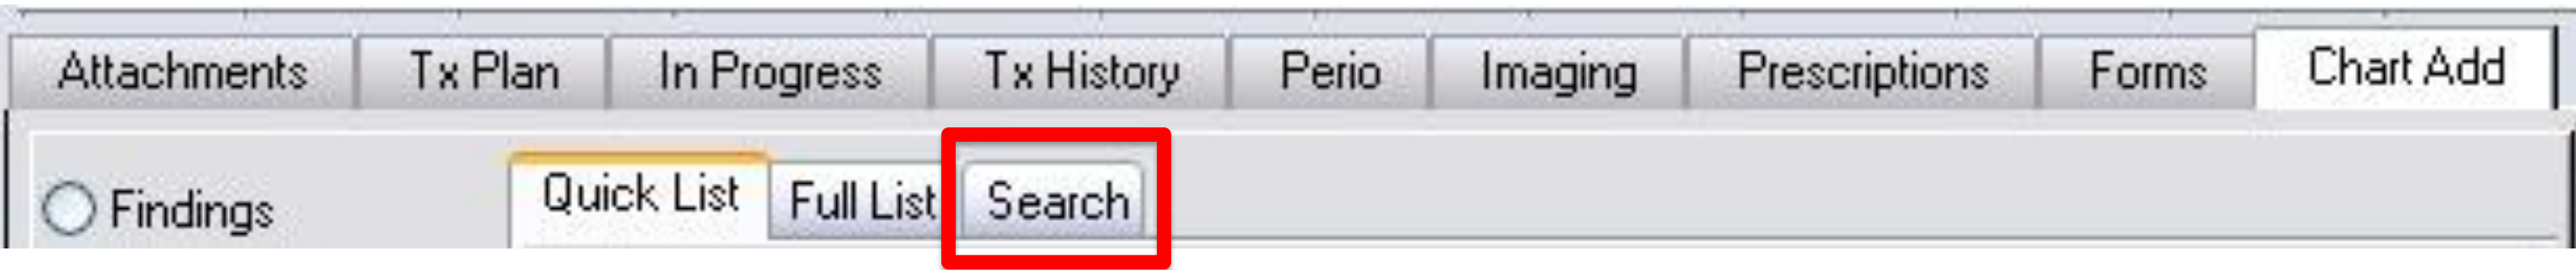 Attachments Tx Plan In Progress Tx History Perio Imaging Prescriptions Forms Chart Add
Findings Quick List Full List Search